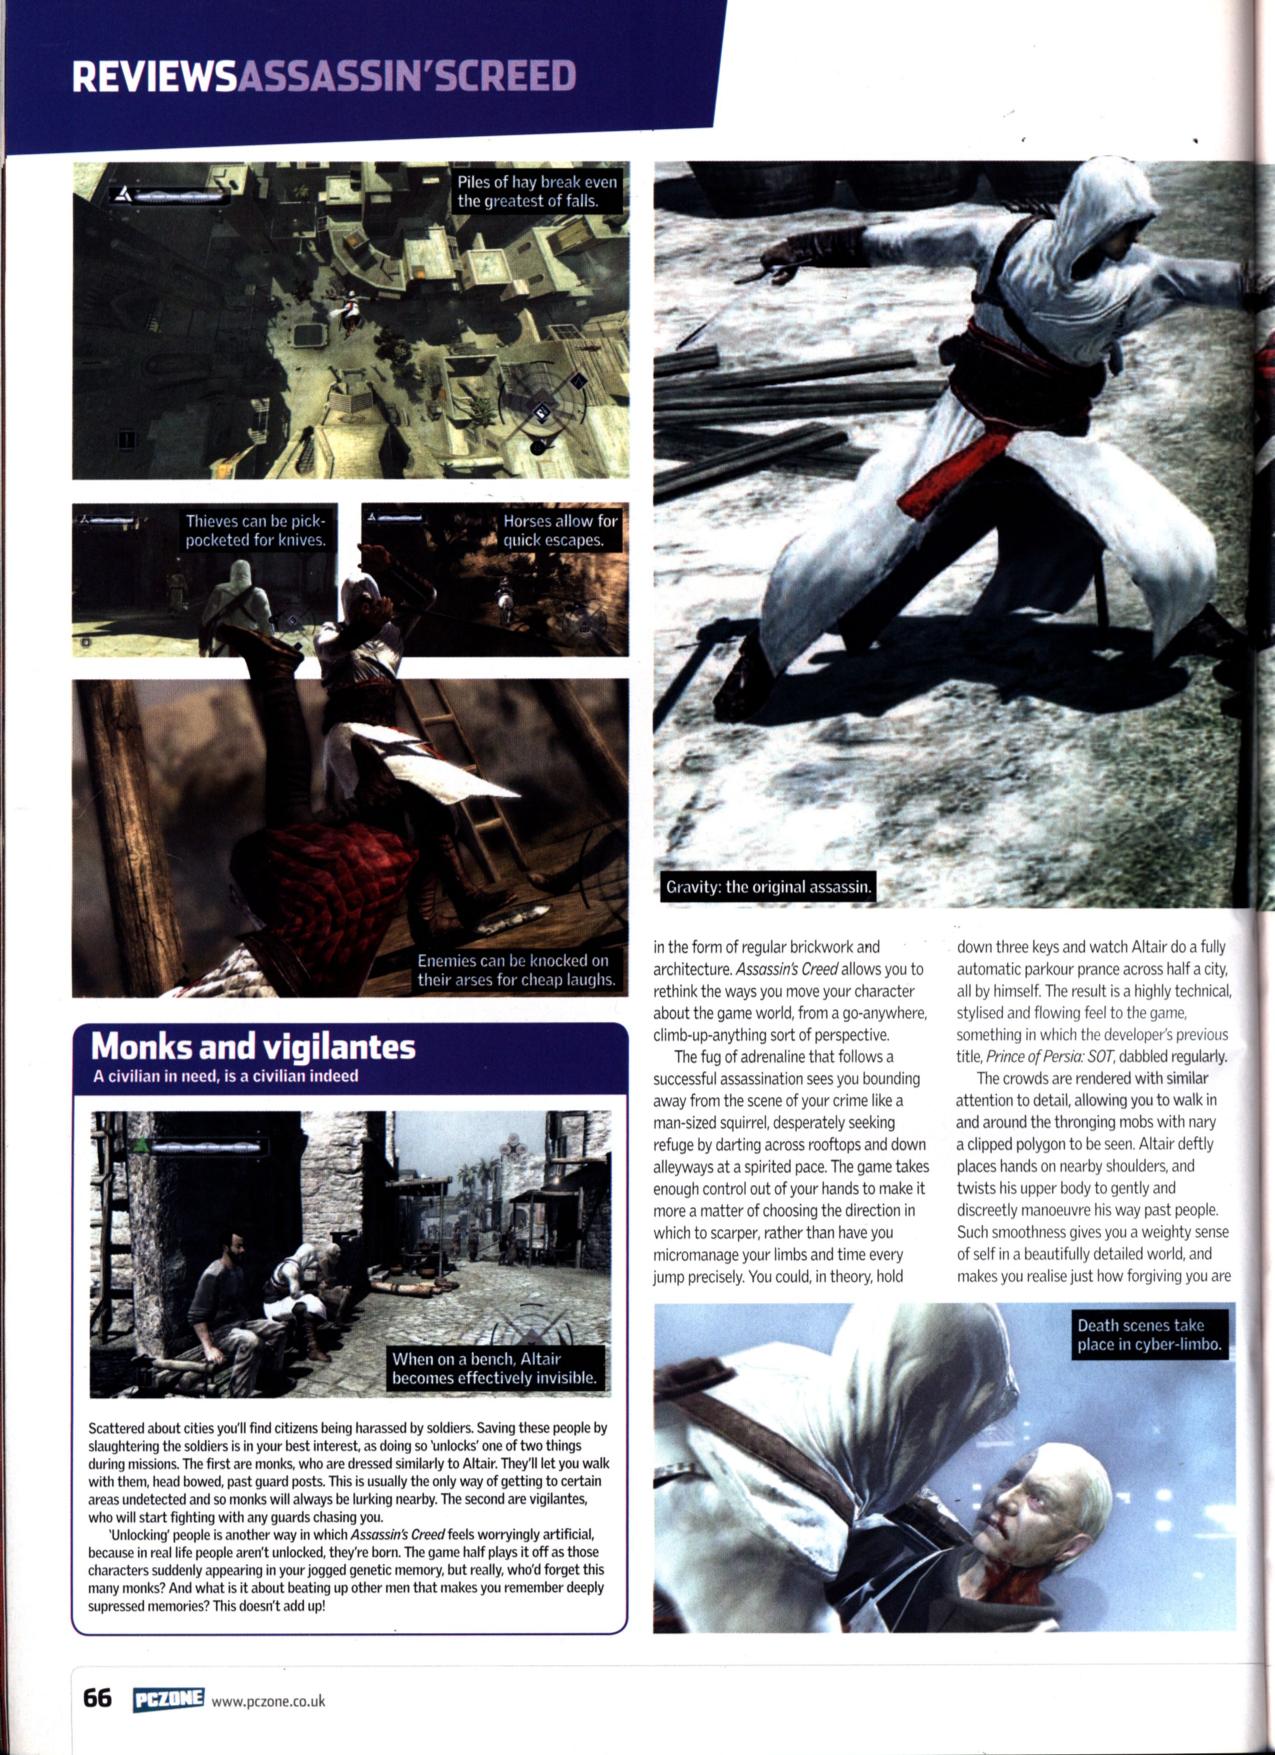 REVIEWSASSASSIN'SCREED
Piles of hay break even
the greatest of falls.
Thieves can be pick-
pocketed for knives.
Horses allow for
quick escapes.
Enemies can be knocked on
their arses for cheap laughs.
Gravity: the original assassin.
Monks and vigilantes
A civilian in need, is a civilian indeed
When on a bench, Altair
becomes effectively invisible.
Scattered about cities you'll find citizens being harassed by soldiers. Saving these people by
slaughtering the soldiers is in your best interest, as doing so 'unlocks' one of two things
during missions. The first are monks, who are dressed similarly to Altair. They'll let you walk
with them, head bowed, past guard posts. This is usually the only way of getting to certain
areas undetected and so monks will always be lurking nearby. The second are vigilantes,
who will start fighting with any guards chasing you.
'Unlocking' people is another way in which Assassin's Creed feels worryingly artificial,
because in real life people aren't unlocked, they're born. The game half plays it off as those
characters suddenly appearing in your jogged genetic memory, but really, who'd forget this
many monks? And what is it about beating up other men that makes you remember deeply
supressed memories? This doesn't add up!
in the form of regular brickwork and
architecture. Assassin's Creed allows you to
rethink the ways you move your character
about the game world, from a go-anywhere,
climb-up-anything sort of perspective.
The fug of adrenaline that follows a
successful assassination sees you bounding
away from the scene of your crime like a
man-sized squirrel, desperately seeking
refuge by darting across rooftops and down
alleyways at a spirited pace. The game takes
enough control out of your hands to make it
more a matter of choosing the direction in
which to scarper, rather than have you
micromanage your limbs and time every
jump precisely. You could, in theory, hold
down three keys and watch Altair do a fully
automatic parkour prance across half a city,
all by himself. The result is a highly technical,
stylised and flowing feel to the game,
something in which the developer's previous
title, Prince of Persia: SOT, dabbled regularly.
The crowds are rendered with similar
attention to detail, allowing you to walk in
and around the thronging mobs with nary
a clipped polygon to be seen. Altair deftly
places hands on nearby shoulders, and
twists his upper body to gently and
discreetly manoeuvre his way past people.
Such smoothness gives you a weighty sense
of self in a beautifully detailed world, and
makes you realise just how forgiving you are
Death scenes take
place in cyber-limbo.
66 PCZONE www.pczone.co.uk